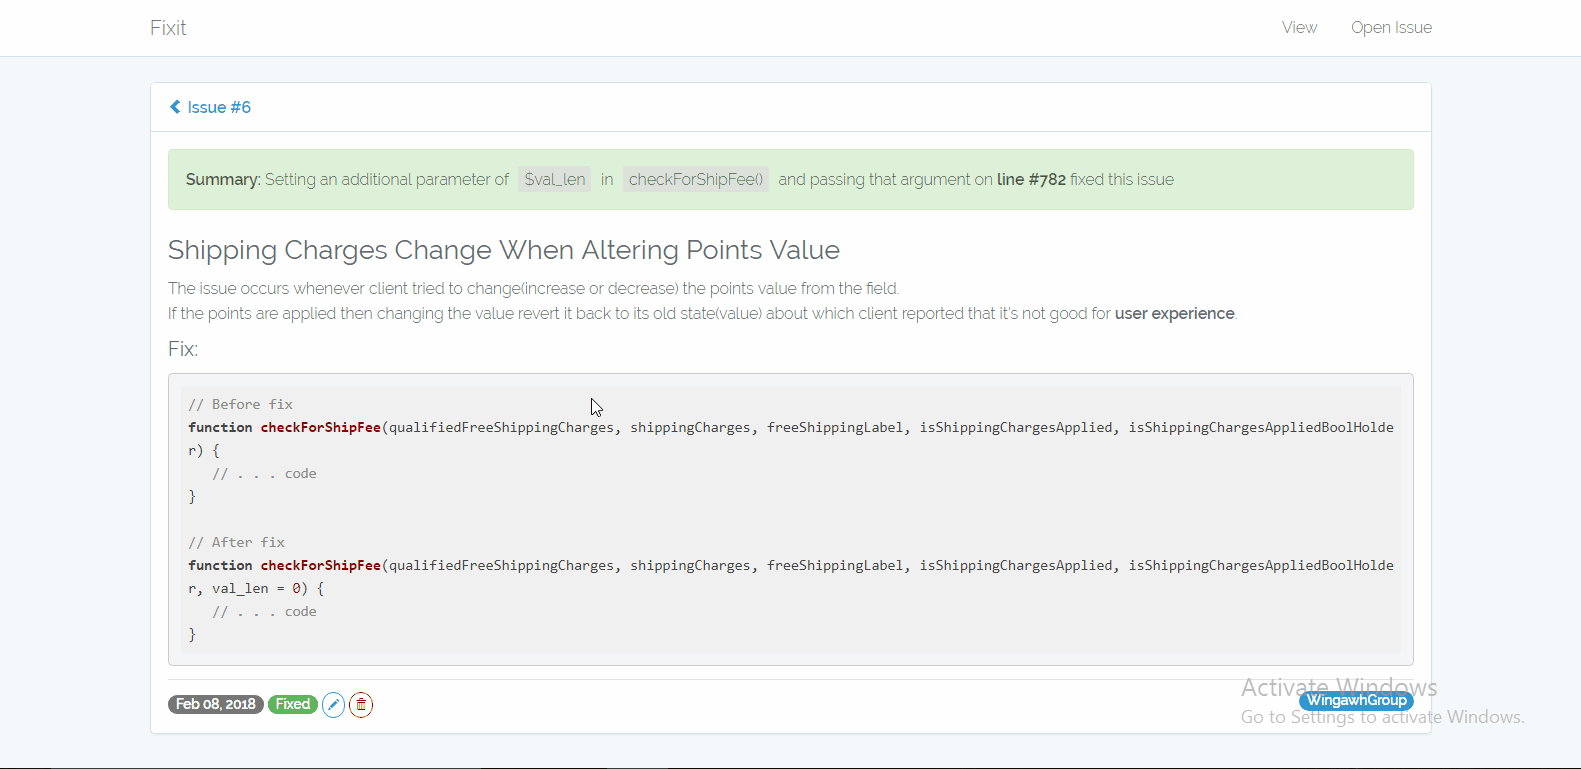 Fixit View Open Issue
Issue #6
Summary: Setting an additional parameter of $val_len in checkForShipFee() and passing that argument on line #782 fixed this issue
Shipping Charges Change When Altering Points Value
The issue occurs whenever client tried to change(increase or decrease) the points value from the field.
If the points are applied then changing the value revert it back to its old state(value) about which client reported that it's not good for user experience.
Fix:
// Before fix
function checkForShipFee(qualifiedFreeShippingCharges, shippingCharges, freeShippingLabel, isShippingChargesApplied, isShippingChargesAppliedBoolHolde
r) {
// . . . code
}
// After fix
function checkForShipFee(qualifiedFreeShippingCharges, shippingCharges, freeShippingLabel, isShippingChargesApplied, isShippingChargesAppliedBoolHolde
r, val_len = 0) {
// . . . code
}
Feb 08, 2018 Fixed WingawhGroup
Activate Windows
Go to Settings to activate Windows.